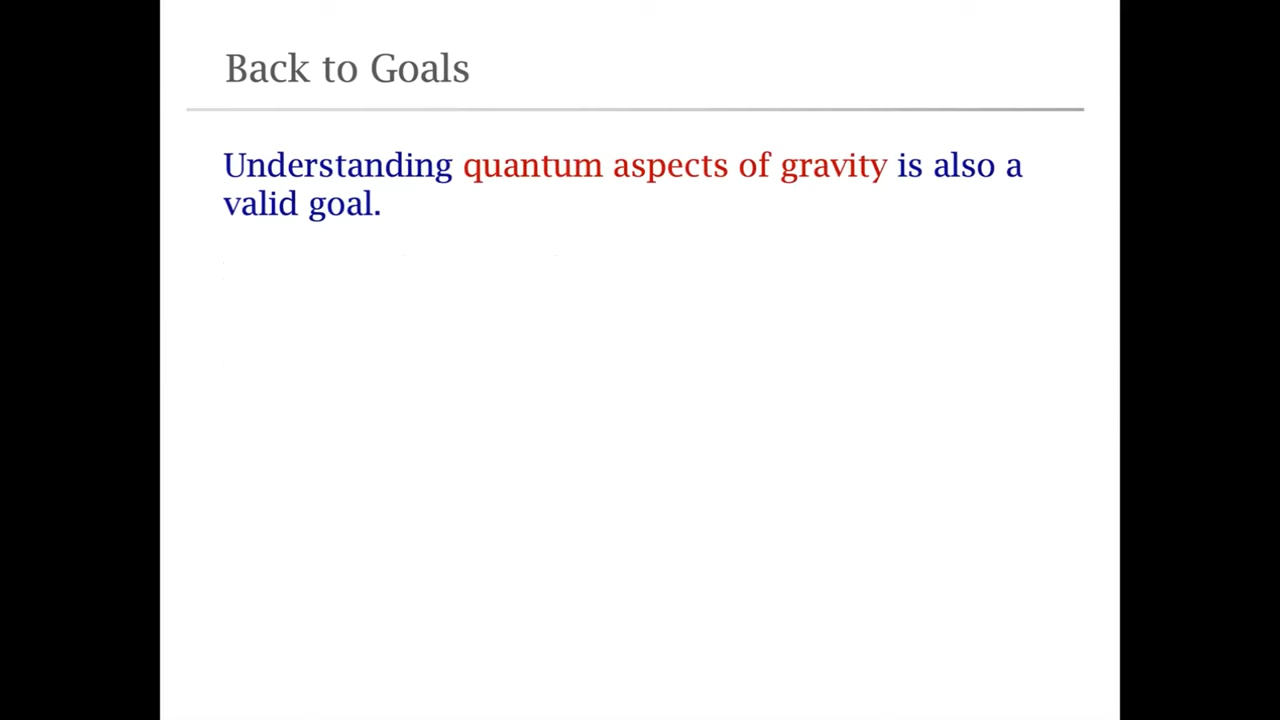 Back to Goals
Understanding quantum aspects of gravity is also a
valid goal.